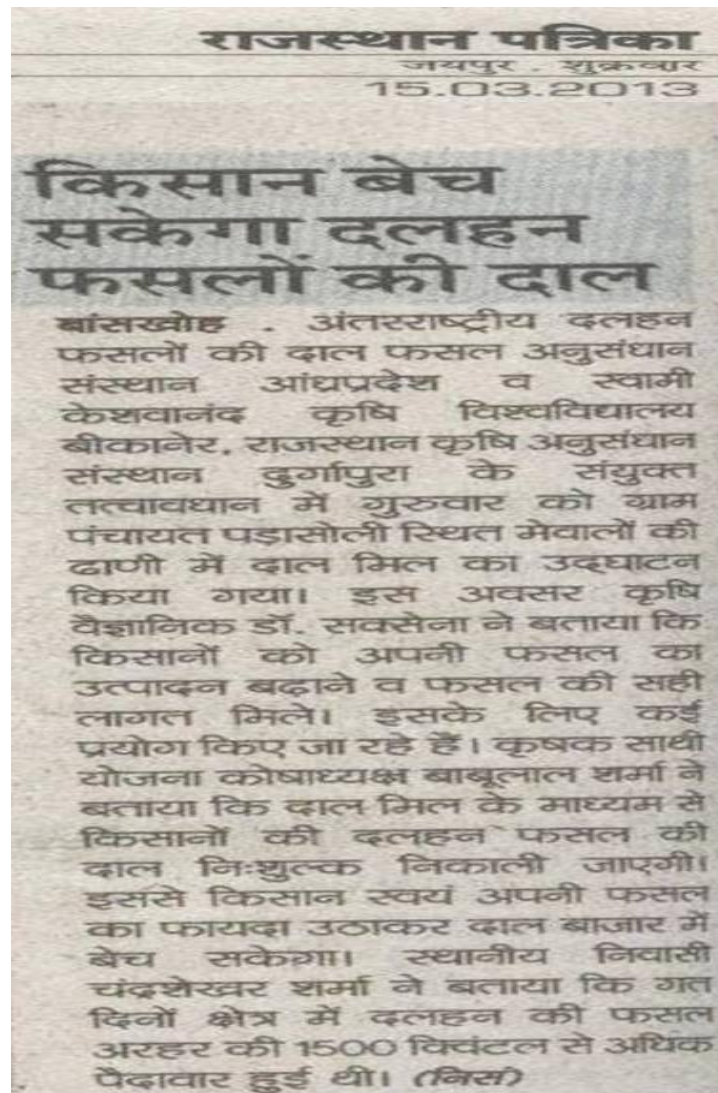 राजस्थान पत्रिका
जयपुर . शुक्रवार
15.03.2013
किसान बेच
सकेगा दलहन
फसलों की दाल
बांसखोह . अंतरराष्ट्रीय दलहन
फसलों की दाल फसल अनुसंधान
संस्थान आंध्रप्रदेश व स्वामी
केशवानंद कृषि विश्वविद्यालय
बीकानेर, राजस्थान कृषि अनुसंधान
संस्थान दुर्गापुरा के संयुक्त
तत्वावधान में गुरुवार को ग्राम
पंचायत पड़ासोली स्थित मेवालों की
ढाणी में दाल मिल का उदघाटन
किया गया। इस अवसर कृषि
वैज्ञानिक डॉ. सक्सेना ने बताया कि
किसानों को अपनी फसल का
उत्पादन बढ़ाने व फसल की सही
लागत मिले। इसके लिए कई
प्रयोग किए जा रहे हैं। कृषक साथी
योजना कोषाध्यक्ष बाबूलाल शर्मा ने
बताया कि दाल मिल के माध्यम से
किसानों की दलहन फसल की
दाल निःशुल्क निकाली जाएगी।
इससे किसान स्वयं अपनी फसल
का फायदा उठाकर दाल बाजार में
बेच सकेगा। स्थानीय निवासी
चंद्रशेखर शर्मा ने बताया कि गत
दिनों क्षेत्र में दलहन की फसल
अरहर की 1500 क्विंटल से अधिक
पैदावार हुई थी। (निसं)